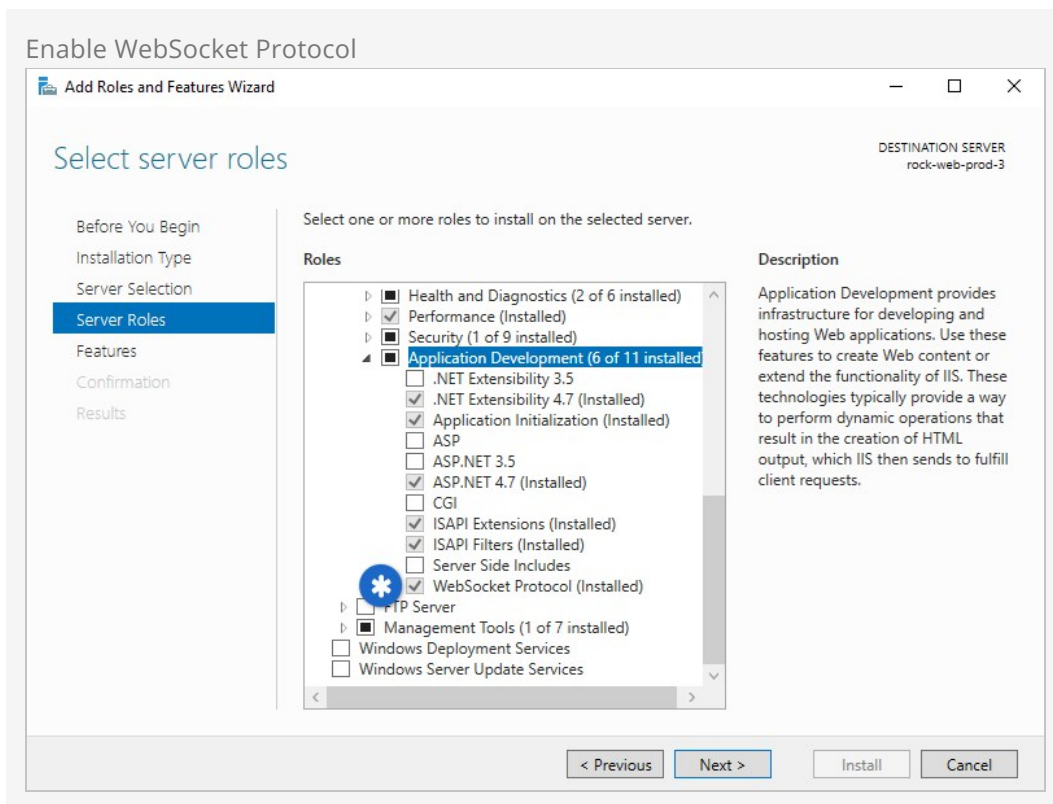 Enable WebSocket Protocol
Add Roles and Features Wizard
Select server roles
DESTINATION SERVER
rock-web-prod-3
Before You Begin
Installation Type
Server Selection
Server Roles
Features
Confirmation
Results
Select one or more roles to install on the selected server.
Roles
Health and Diagnostics (2 of 6 installed)
Performance (Installed)
Security (1 of 9 installed)
Application Development (6 of 11 installed)
.NET Extensibility 3.5
.NET Extensibility 4.7 (Installed)
Application Initialization (Installed)
ASP
ASP.NET 3.5
ASP.NET 4.7 (Installed)
CGI
ISAPI Extensions (Installed)
ISAPI Filters (Installed)
Server Side Includes
WebSocket Protocol (Installed)
FTP Server
Management Tools (1 of 7 installed)
Windows Deployment Services
Windows Server Update Services
Description
Application Development provides
infrastructure for developing and
hosting Web applications. Use these
features to create Web content or
extend the functionality of IIS. These
technologies typically provide a way
to perform dynamic operations that
result in the creation of HTML
output, which IIS then sends to fulfill
client requests.
< Previous
Next >
Install
Cancel